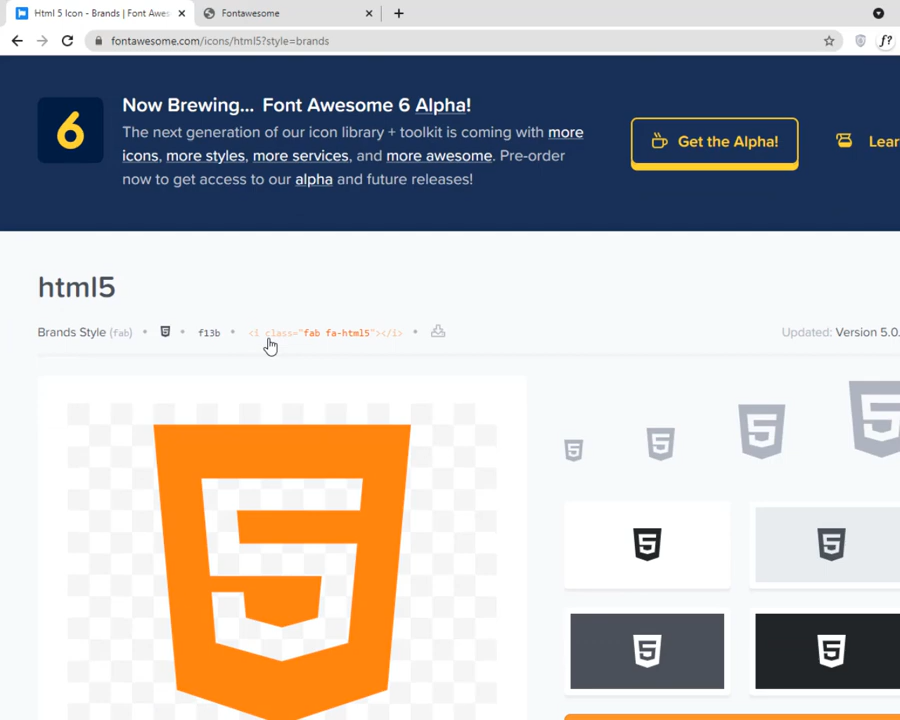 Html 5 Icon - Brands | Font Awes
Fontawesome
fontawesome.com/icons/html5?style=brands
f?
6
Now Brewing... Font Awesome 6 Alpha!
The next generation of our icon library + toolkit is coming with more
icons, more styles, more services, and more awesome. Pre-order
now to get access to our alpha and future releases!
Get the Alpha!
Lear
html5
Brands Style (fab)
f13b
<i class="fab fa-html5"></i>
Updated: Version 5.0.